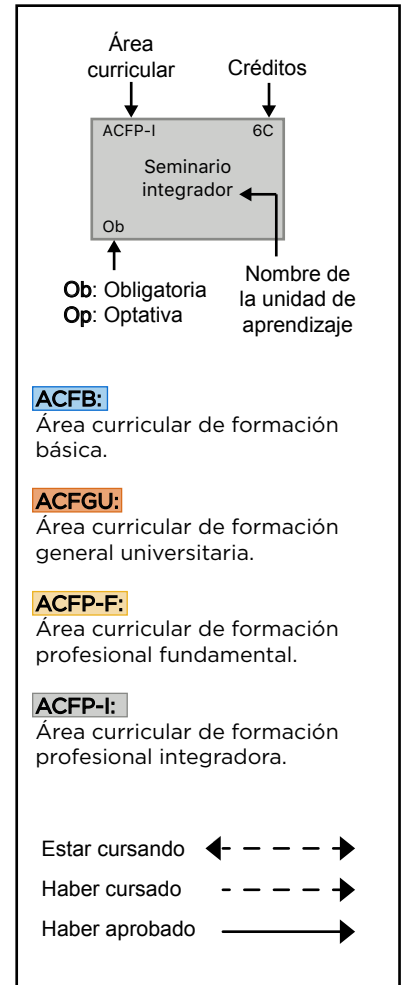 Área
curricular
Créditos
ACFP-I 6C
Seminario
integrador
Ob
Ob: Obligatoria
Op: Optativa
Nombre de
la unidad de
aprendizaje
ACFB:
Área curricular de formación
básica.
ACFGU:
Área curricular de formación
general universitaria.
ACFP-F:
Área curricular de formación
profesional fundamental.
ACFP-I:
Área curricular de formación
profesional integradora.
Estar cursando
Haber cursado
Haber aprobado